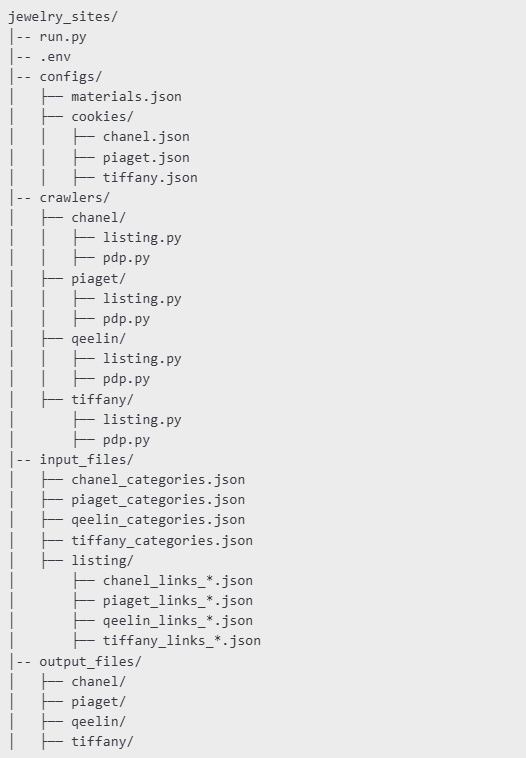 jewelry_sites/
|-- run.py
|-- .env
|-- configs/
│   ├── materials.json
│   ├── cookies/
│   │   ├── chanel.json
│   │   ├── piaget.json
│   │   ├── tiffany.json
|-- crawlers/
│   ├── chanel/
│   │   ├── listing.py
│   │   ├── pdp.py
│   ├── piaget/
│   │   ├── listing.py
│   │   ├── pdp.py
│   ├── qeelin/
│   │   ├── listing.py
│   │   ├── pdp.py
│   ├── tiffany/
│       ├── listing.py
│       ├── pdp.py
|-- input_files/
│   ├── chanel_categories.json
│   ├── piaget_categories.json
│   ├── qeelin_categories.json
│   ├── tiffany_categories.json
│   ├── listing/
│       ├── chanel_links_*.json
│       ├── piaget_links_*.json
│       ├── qeelin_links_*.json
│       ├── tiffany_links_*.json
|-- output_files/
│   ├── chanel/
│   ├── piaget/
│   ├── qeelin/
│   ├── tiffany/